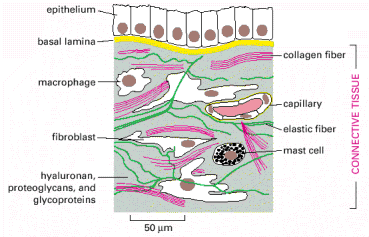 epithelium
basal lamina
macrophage
fibroblast
hyaluronan,
proteoglycans, and
glycoproteins
collagen fiber
capillary
elastic fiber
mast cell
CONNECTIVE TISSUE
50 µm